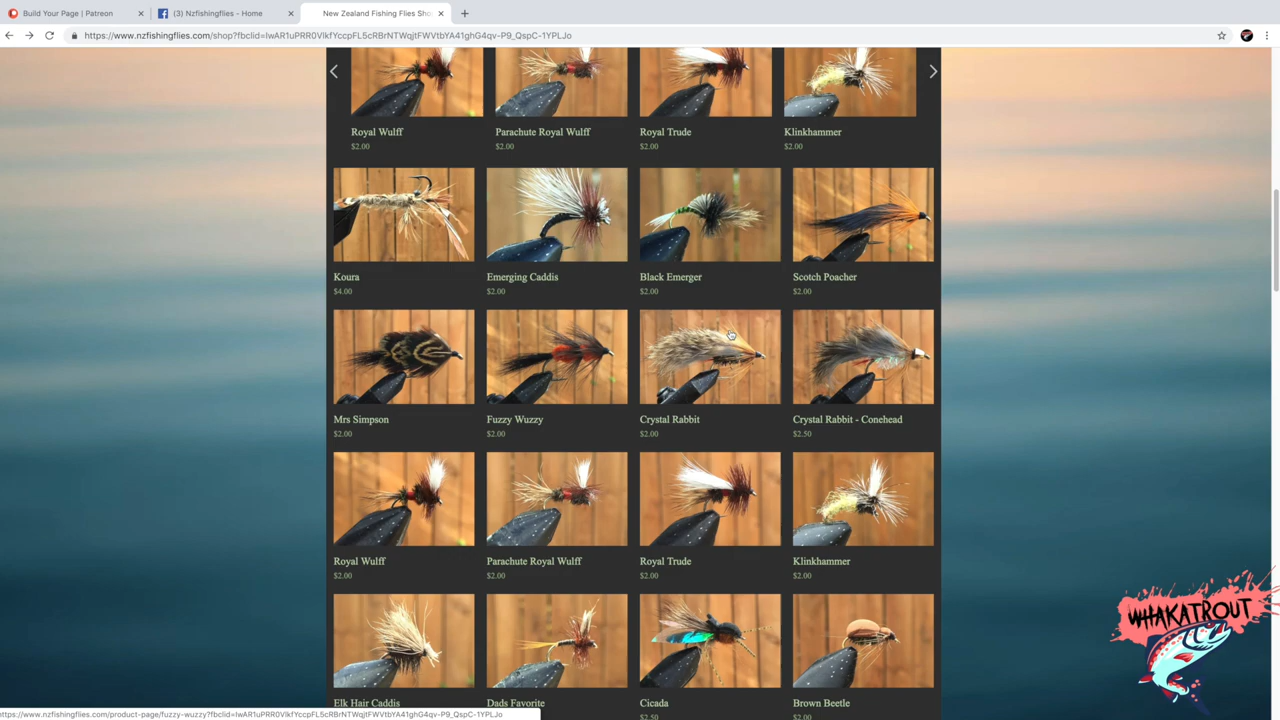 Build Your Page | Patreon
(3) Nzfishingflies - Home
New Zealand Fishing Flies Sho
https://www.nzfishingflies.com/shop?fbclid=IwAR1uPRR0VlkfYccpFL5cRBrNTWqjtFWVtbYA41ghG4qv-P9_QspC-1YPLJo
Royal Wulff
$2.00
Parachute Royal Wulff
$2.00
Royal Trude
$2.00
Klinkhammer
$2.00
Koura
$4.00
Emerging Caddis
$2.00
Black Emerger
$2.00
Scotch Poacher
$2.00
Mrs Simpson
$2.00
Fuzzy Wuzzy
$2.00
Crystal Rabbit
$2.00
Crystal Rabbit - Conehead
$2.50
Royal Wulff
$2.00
Parachute Royal Wulff
$2.00
Royal Trude
$2.00
Klinkhammer
$2.00
Elk Hair Caddis
Dads Favorite
Cicada
$2.50
Brown Beetle
$2.00
WHAKATROUT
https://www.nzfishingflies.com/product-page/fuzzy-wuzzy?fbclid=IwAR1uPRR0VlkfYccpFL5cRBrNTWqjtFWVtbYA41ghG4qv-P9_QspC-1YPLJo